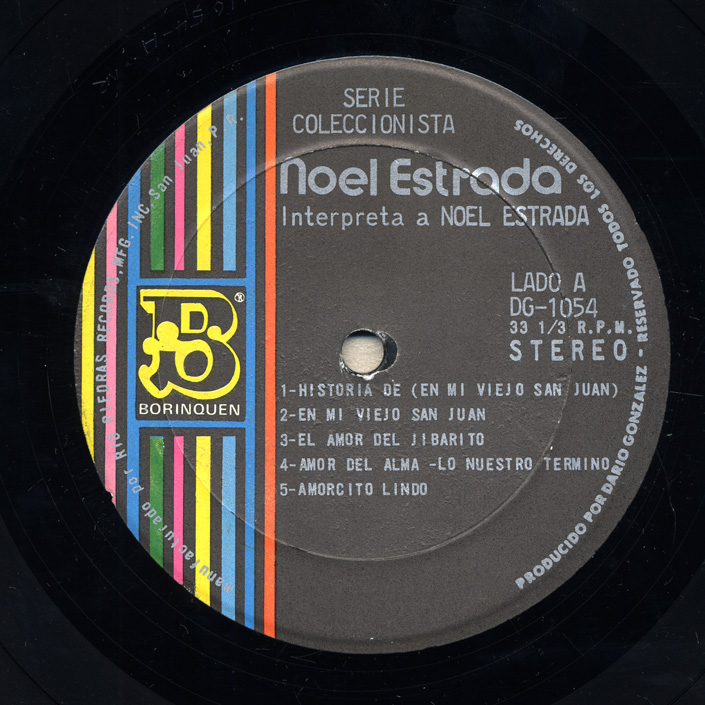 SERIE
COLECCIONISTA
Noel Estrada
Interpreta a NOEL ESTRADA
LADO A
DG-1054
33 1/3 R.P.M.
STEREO
BORINQUEN
®
1-HISTORIA DE (EN MI VIEJO SAN JUAN)
2-EN MI VIEJO SAN JUAN
3-EL AMOR DEL JIBARITO
4-AMOR DEL ALMA -LO NUESTRO TERMINO
5-AMORCITO LINDO
manufacturado por RIO PIEDRAS RECORDS,MFG. INC.San Juan,P.R.
PRODUCIDO POR DARIO GONZALEZ - RESERVADO TODOS LOS DERECHOS